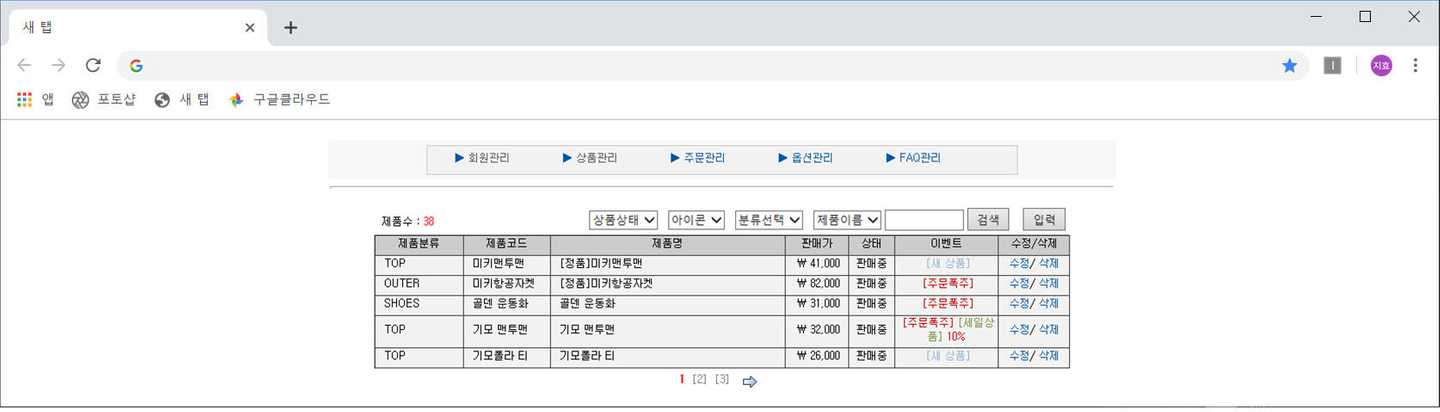 새 탭
지효
앱 포토샵 새 탭 구글클라우드
▶ 회원관리 ▶ 상품관리 ▶ 주문관리 ▶ 옵션관리 ▶ FAQ관리
제품수 : 38 상품상태 아이콘 분류선택 제품이름 검색 입력
제품분류 제품코드 제품명 판매가 상태 이벤트 수정/삭제
TOP 미키맨투맨 [정품]미키맨투맨 ₩ 41,000 판매중 [새 상품] 수정/ 삭제
OUTER 미키항공자켓 [정품]미키항공자켓 ₩ 82,000 판매중 [주문폭주] 수정/ 삭제
SHOES 골덴 운동화 골덴 운동화 ₩ 31,000 판매중 [주문폭주] 수정/ 삭제
TOP 기모 맨투맨 기모 맨투맨 ₩ 32,000 판매중 [주문폭주] [세일상품] 10% 수정/ 삭제
TOP 기모폴라 티 기모폴라 티 ₩ 26,000 판매중 [새 상품] 수정/ 삭제
1 [2] [3]